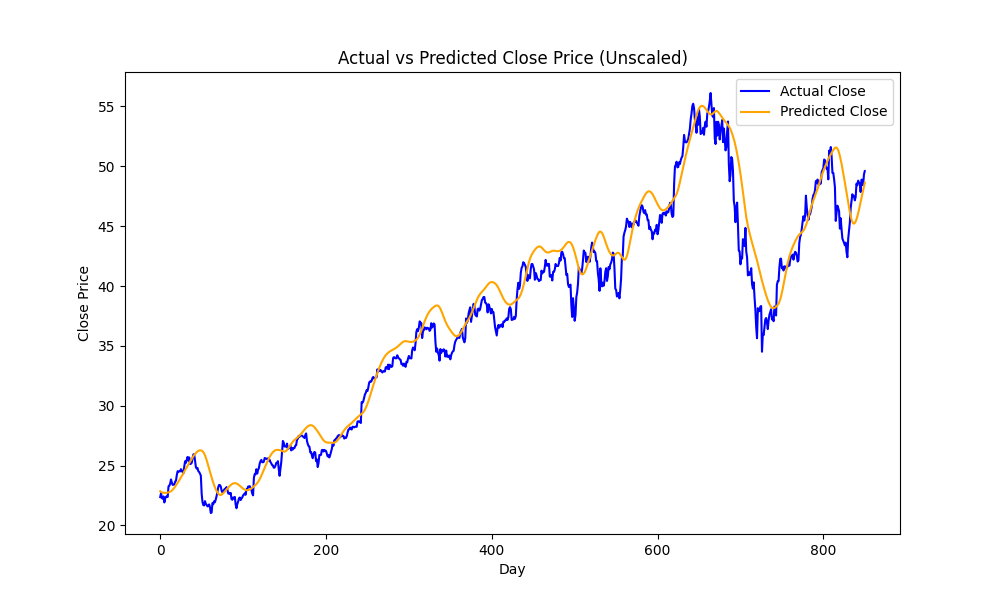 Actual vs Predicted Close Price (Unscaled)
Actual Close
Predicted Close
Close Price
55
50
45
40
35
30
25
20
0 200 400 600 800
Day